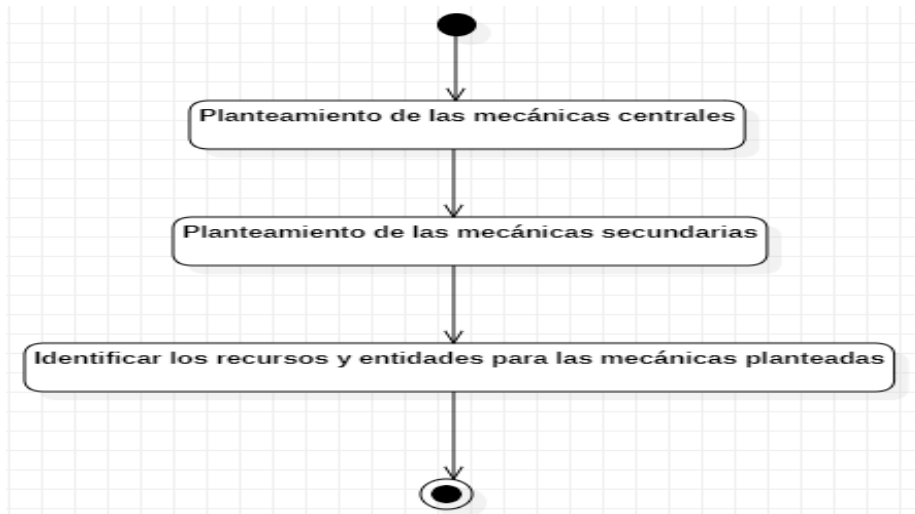 Planteamiento de las mecánicas centrales
Planteamiento de las mecánicas secundarias
Identificar los recursos y entidades para las mecánicas planteadas